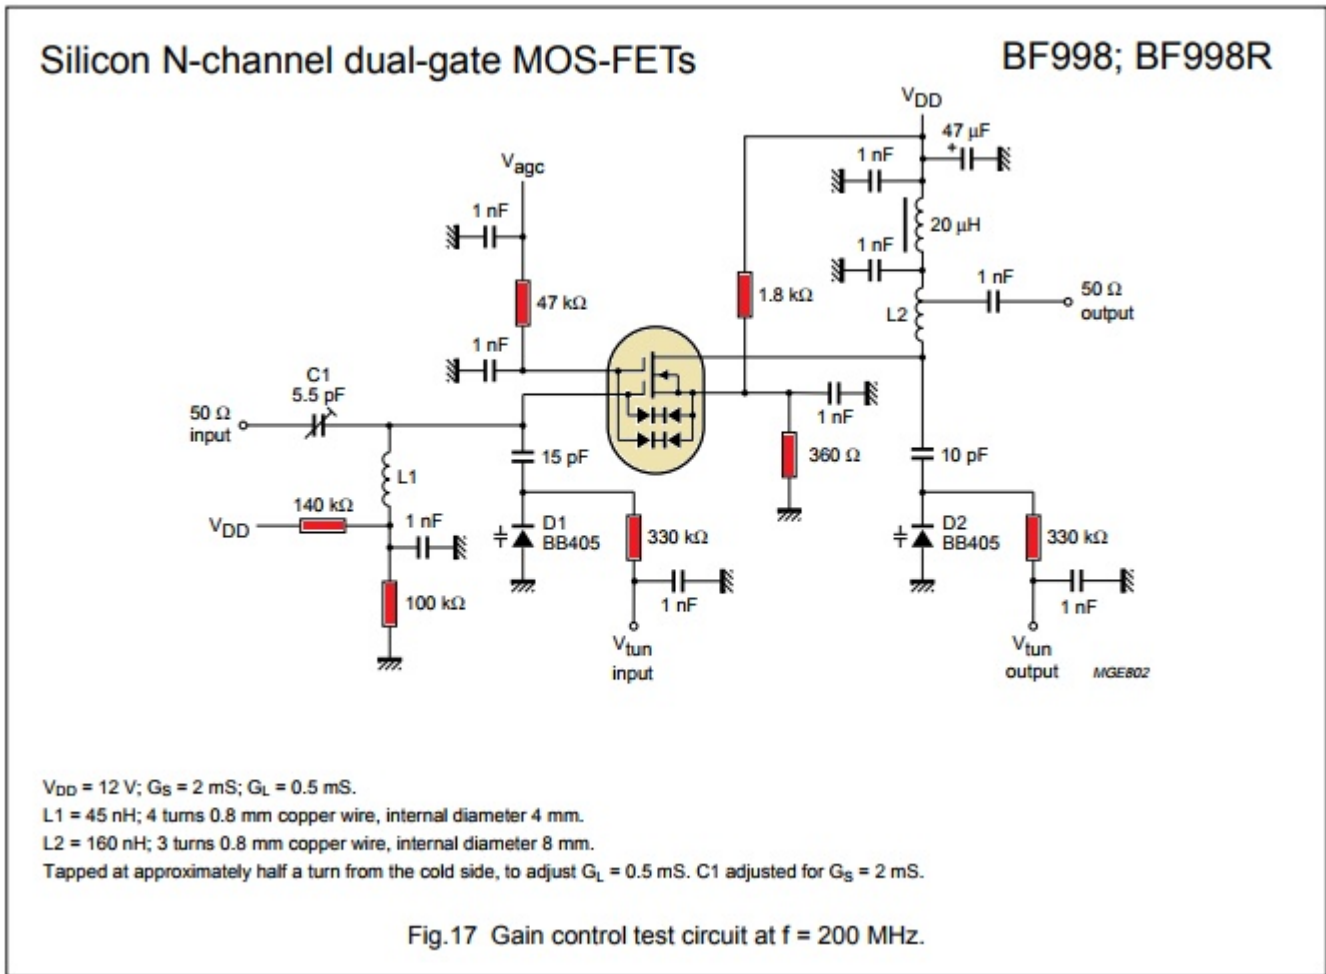 Silicon N-channel dual-gate MOS-FETs
BF998; BF998R
VDD
47 μF
+
1 nF
Vagc
1 nF
20 μH
1 nF
47 kΩ
1.8 kΩ
1 nF
50 Ω
output
L2
1 nF
C1
5.5 pF
50 Ω
input
1 nF
15 pF
360 Ω
10 pF
L1
140 kΩ
VDD
1 nF
D1
BB405
330 kΩ
D2
BB405
330 kΩ
100 kΩ
1 nF
1 nF
Vtun
input
Vtun
output
MGE802
VDD = 12 V; GS = 2 mS; GL = 0.5 mS.
L1 = 45 nH; 4 turns 0.8 mm copper wire, internal diameter 4 mm.
L2 = 160 nH; 3 turns 0.8 mm copper wire, internal diameter 8 mm.
Tapped at approximately half a turn from the cold side, to adjust GL = 0.5 mS. C1 adjusted for GS = 2 mS.
Fig.17 Gain control test circuit at f = 200 MHz.